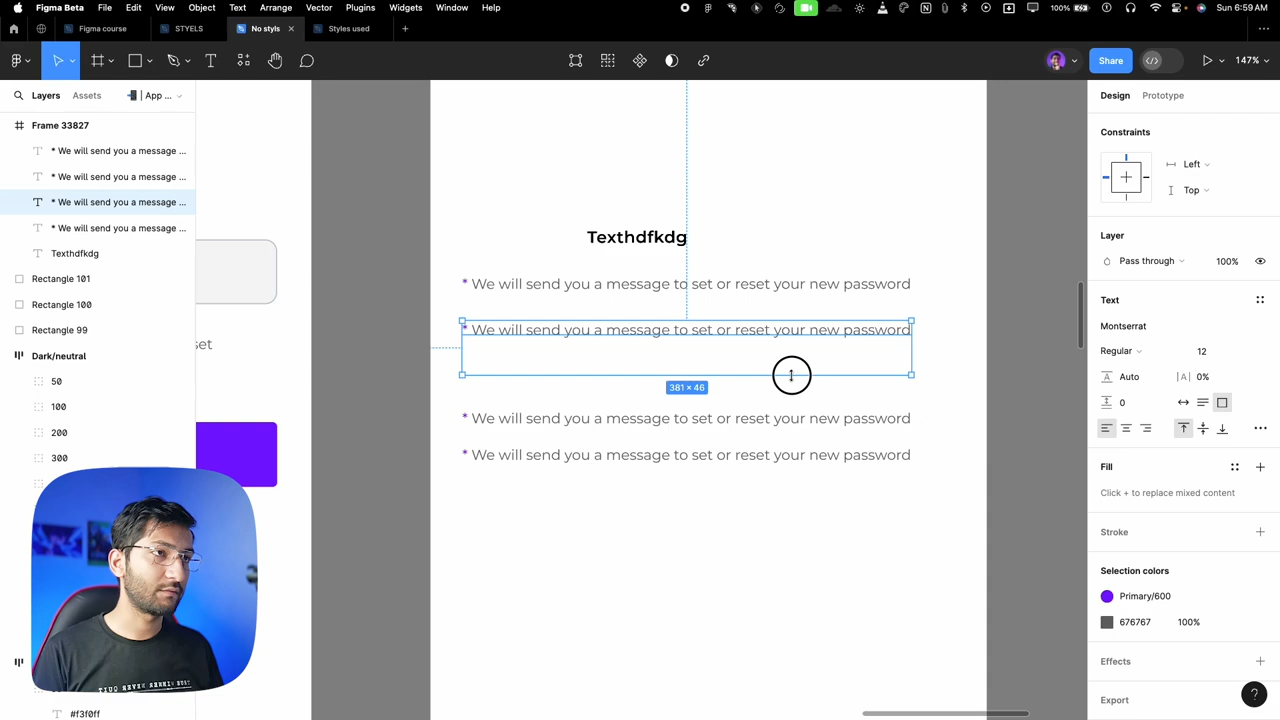 Figma Beta File Edit View Object Text Arrange Vector Plugins Widgets Window Help 100% Sun 6:59 AM
Figma course STYELS No styls Styles used
Share 147%
Layers Assets | App ...
Design Prototype
Frame 33827
* We will send you a message ...
* We will send you a message ...
* We will send you a message ...
* We will send you a message ...
Texthdfkdg
Rectangle 101
Rectangle 100
Rectangle 99
Dark/neutral
50
100
200
300
#f3f0ff
set
Texthdfkdg
* We will send you a message to set or reset your new password
* We will send you a message to set or reset your new password
381 × 46
* We will send you a message to set or reset your new password
* We will send you a message to set or reset your new password
Constraints
Left
Top
Layer
Pass through 100%
Text
Montserrat
Regular 12
Auto |A| 0%
0
Fill
Click + to replace mixed content
Stroke
Selection colors
Primary/600
676767 100%
Effects
Export
?